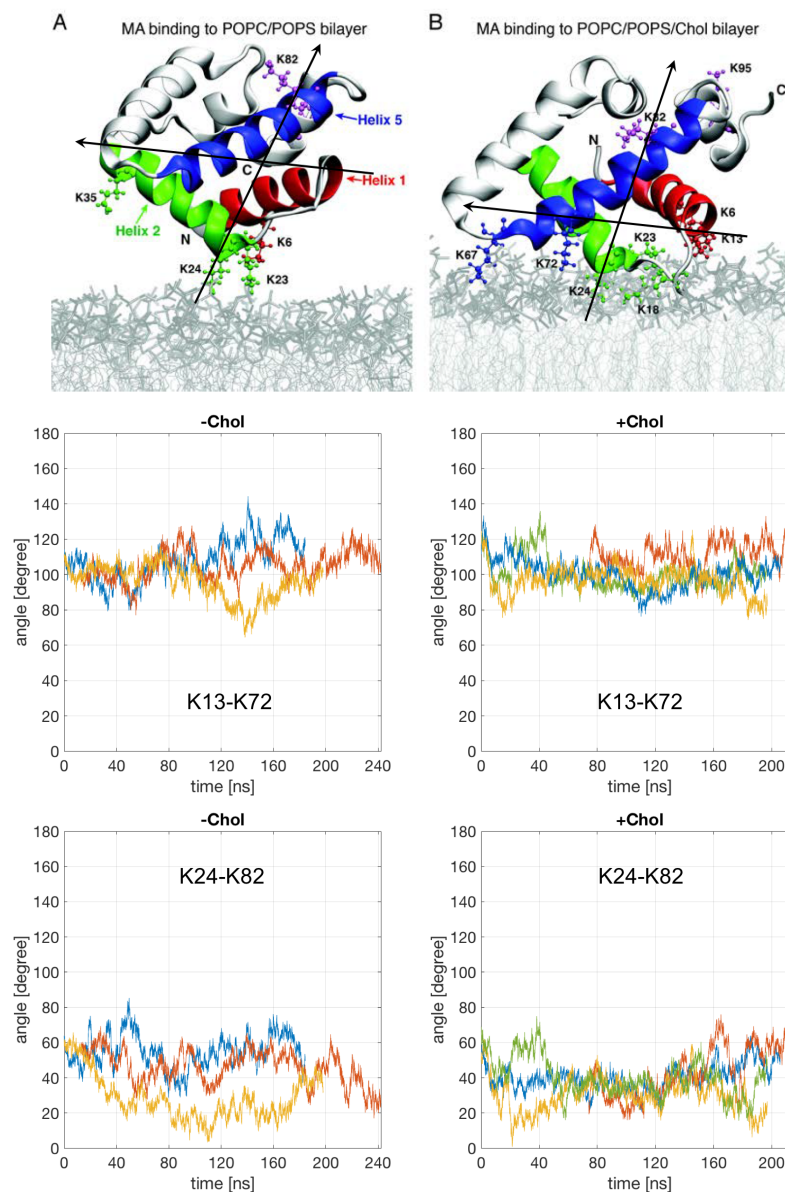 A MA binding to POPC/POPS bilayer
K82
Helix 5
C
Helix 1
K35
Helix 2
N
K6
K24
K23
B MA binding to POPC/POPS/Chol bilayer
K95
C
K82
N
K6
K23
K13
K67
K72
K24
K18
-Chol
angle [degree]
180
160
140
120
100
80
60
40
20
0
K13-K72
0 40 80 120 160 200 240
time [ns]
+Chol
angle [degree]
180
160
140
120
100
80
60
40
20
0
K13-K72
0 40 80 120 160 200
time [ns]
-Chol
angle [degree]
180
160
140
120
100
80
60
40
20
0
K24-K82
0 40 80 120 160 200 240
time [ns]
+Chol
angle [degree]
180
160
140
120
100
80
60
40
20
0
K24-K82
0 40 80 120 160 200
time [ns]